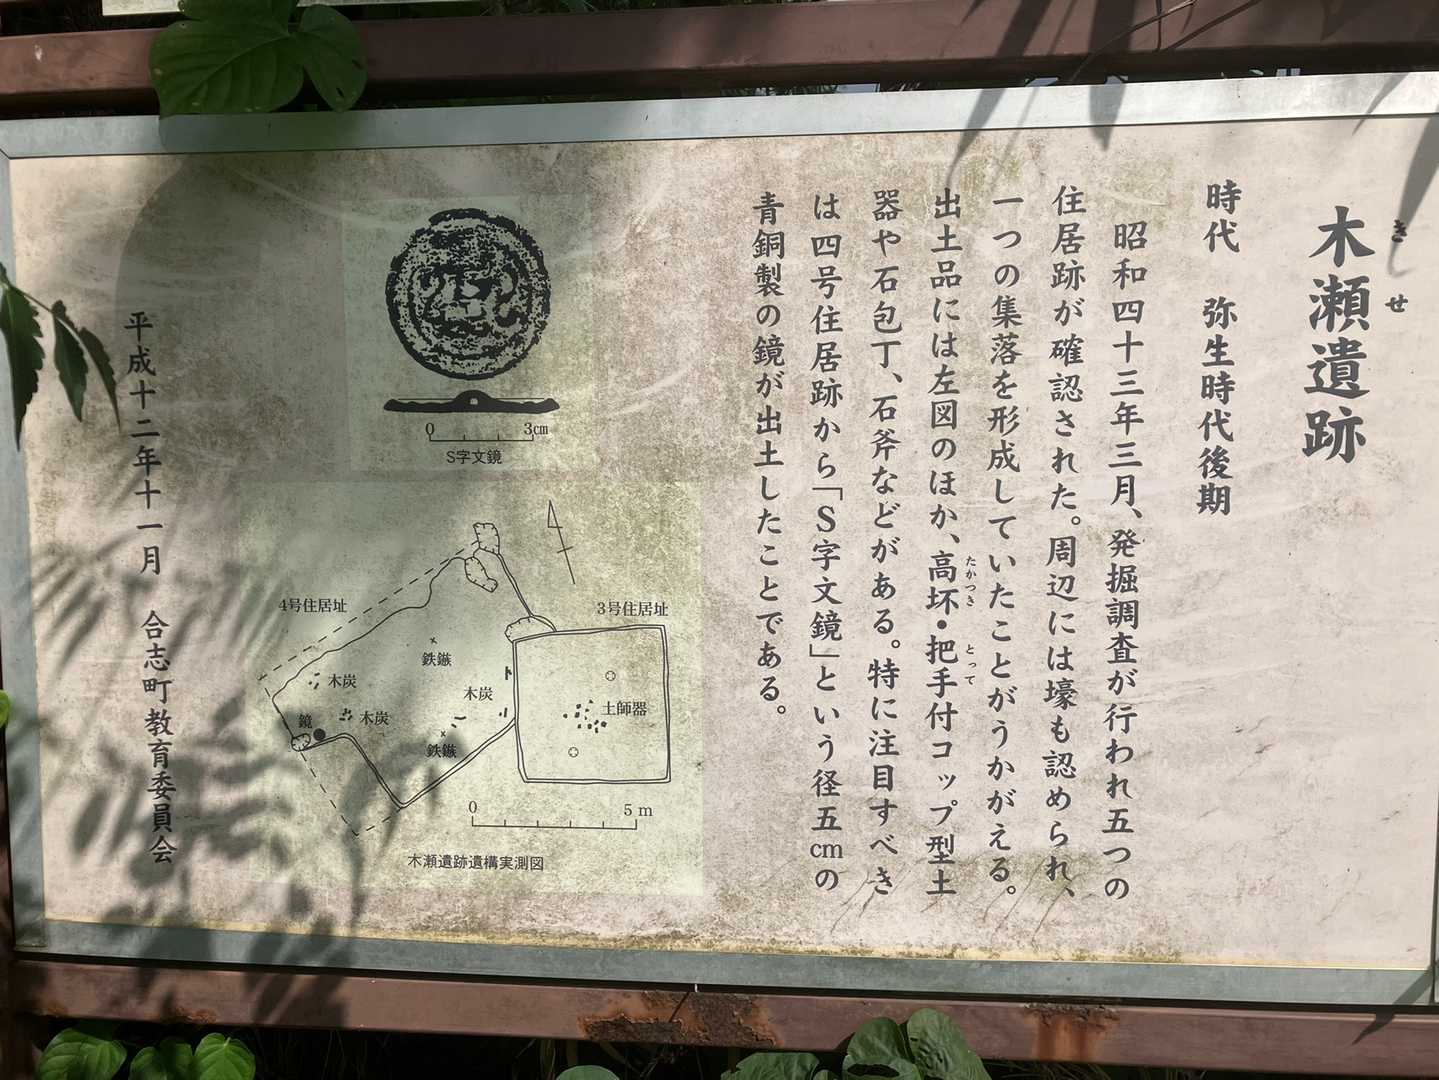 木瀬遺跡
きせ
時代　弥生時代後期
昭和四十三年三月、発掘調査が行われ五つの
住居跡が確認された。周辺には壕も認められ、
一つの集落を形成していたことがうかがえる。
出土品には左図のほか、高坏・把手付コップ型土
たかつき　とって
器や石包丁、石斧などがある。特に注目すべき
は四号住居跡から「S字文鏡」という径五cmの
青銅製の鏡が出土したことである。
0　3㎝
S字文鏡
4号住居址
3号住居址
鉄鏃
木炭
木炭
木炭
鏡
鉄鏃
土師器
0　5 m
木瀬遺跡遺構実測図
平成十二年十一月　合志町教育委員会